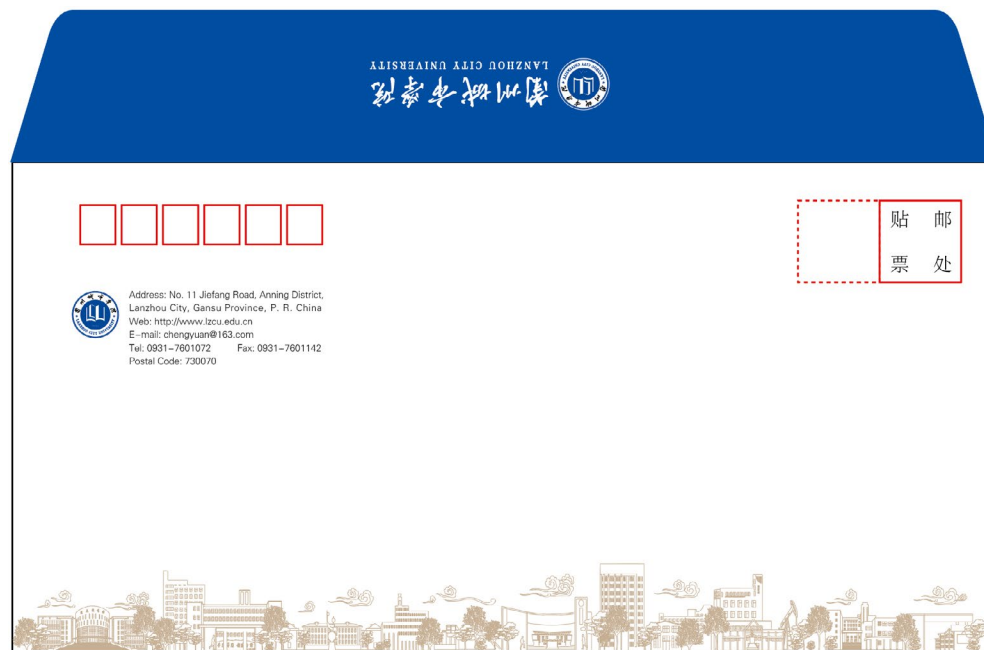 蘭州城市學院
LANZHOU CITY UNIVERSITY
贴 邮
票 处
Address: No. 11 Jiefang Road, Anning District,
Lanzhou City, Gansu Province, P. R. China
Web: http://www.lzcu.edu.cn
E-mail: chengyuan@163.com
Tel: 0931-7601072 Fax: 0931-7601142
Postal Code: 730070